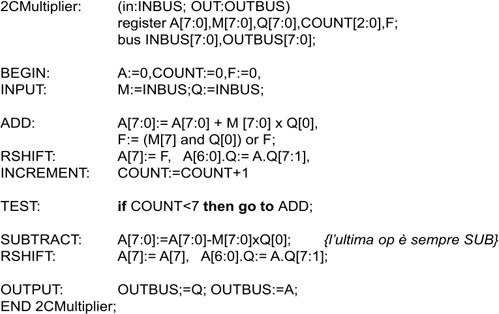 2CMultiplier: (in:INBUS; OUT:OUTBUS)
register A[7:0],M[7:0],Q[7:0],COUNT[2:0],F;
bus INBUS[7:0],OUTBUS[7:0];
BEGIN: A:=0,COUNT:=0,F:=0,
INPUT: M:=INBUS;Q:=INBUS;
ADD: A[7:0]:= A[7:0] + M [7:0] x Q[0],
F:= (M[7] and Q[0]) or F;
RSHIFT: A[7]:= F, A[6:0].Q:= A.Q[7:1],
INCREMENT: COUNT:=COUNT+1
TEST: if COUNT<7 then go to ADD;
SUBTRACT: A[7:0]:=A[7:0]-M[7:0]xQ[0]; {l'ultima op è sempre SUB}
RSHIFT: A[7]:= A[7], A[6:0].Q:= A.Q[7:1];
OUTPUT: OUTBUS;=Q; OUTBUS:=A;
END 2CMultiplier;